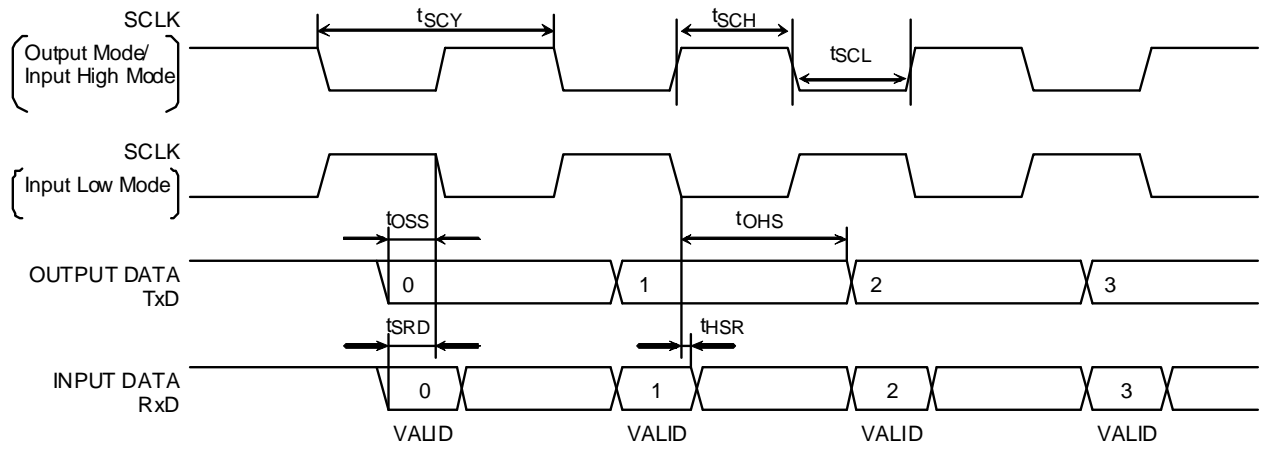 SCLK
Output Mode/
Input High Mode
tSCY
tSCH
tSCL
SCLK
Input Low Mode
tOSS
tOHS
OUTPUT DATA
TxD
0
1
2
3
tSRD
tHSR
INPUT DATA
RxD
0
1
2
3
VALID
VALID
VALID
VALID